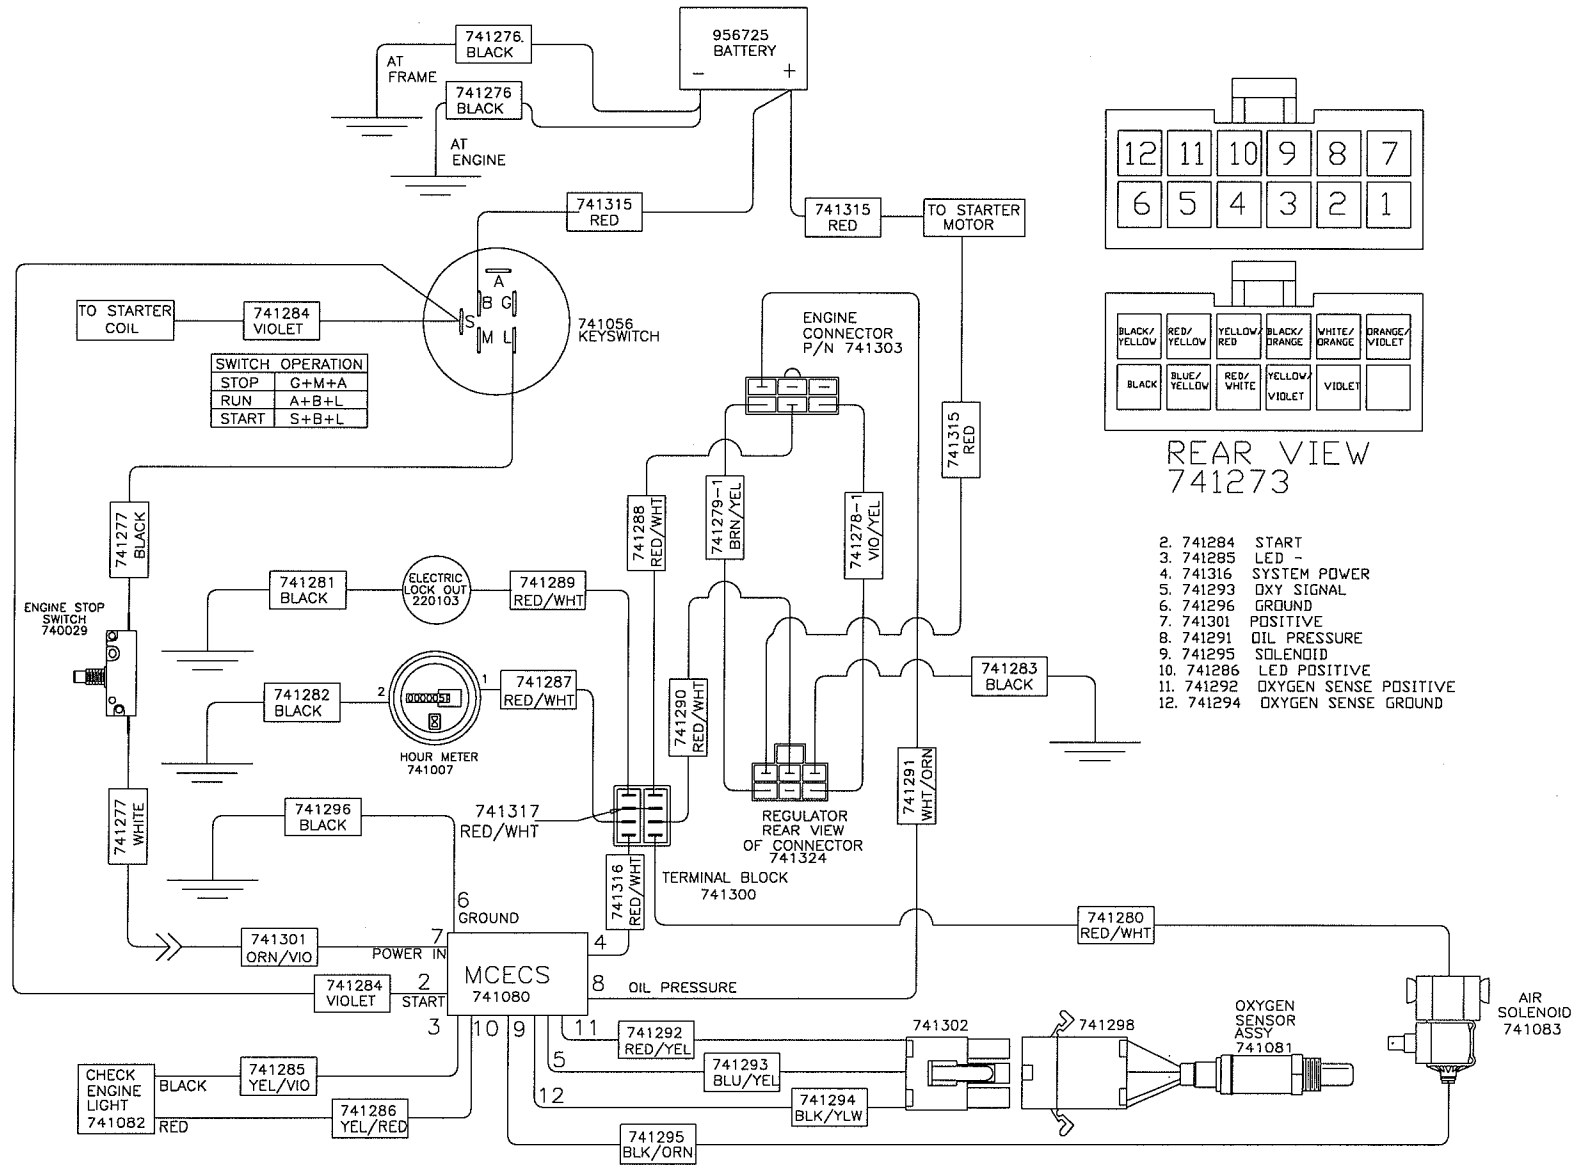 741276.
BLACK
AT
FRAME
741276
BLACK
AT
ENGINE
956725
BATTERY
- +
741315
RED
741315
RED
TO STARTER
MOTOR
TO STARTER
COIL
741284
VIOLET
A
B G
S
M L
741056
KEYSWITCH
SWITCH OPERATION
STOP G+M+A
RUN A+B+L
START S+B+L
ENGINE
CONNECTOR
P/N 741303
741315
RED
12 11 10 9 8 7
6 5 4 3 2 1
BLACK/
YELLOW
RED/
YELLOW
YELLOW/
RED
BLACK/
ORANGE
WHITE/
ORANGE
ORANGE/
VIOLET
BLACK
BLUE/
YELLOW
RED/
WHITE
YELLOW/
VIOLET
VIOLET
REAR VIEW
741273
2. 741284 START
3. 741285 LED -
4. 741316 SYSTEM POWER
5. 741293 OXY SIGNAL
6. 741296 GROUND
7. 741301 POSITIVE
8. 741291 OIL PRESSURE
9. 741295 SOLENOID
10. 741286 LED POSITIVE
11. 741292 OXYGEN SENSE POSITIVE
12. 741294 OXYGEN SENSE GROUND
741277
BLACK
741288
RED/WHT
741279-1
BRN/YEL
741278-1
VIO/YEL
741281
BLACK
ELECTRIC
LOCK OUT
220103
741289
RED/WHT
ENGINE STOP
SWITCH
740029
741282
BLACK
2
1
HOUR METER
741007
741287
RED/WHT
741290
RED/WHT
741283
BLACK
741291
WHT/ORN
741277
WHITE
741296
BLACK
741317
RED/WHT
REGULATOR
REAR VIEW
OF CONNECTOR
741324
741316
RED/WHT
TERMINAL BLOCK
741300
6
GROUND
7
POWER IN
741301
ORN/VIO
4
MCECS
741080
8
OIL PRESSURE
741284
VIOLET
2
START
741280
RED/WHT
AIR
SOLENOID
741083
3
10 9
11
5
12
741292
RED/YEL
741293
BLU/YEL
741294
BLK/YLW
741295
BLK/ORN
741302
741298
OXYGEN
SENSOR
ASSY
741081
CHECK
ENGINE
LIGHT
741082
BLACK
RED
741285
YEL/VIO
741286
YEL/RED